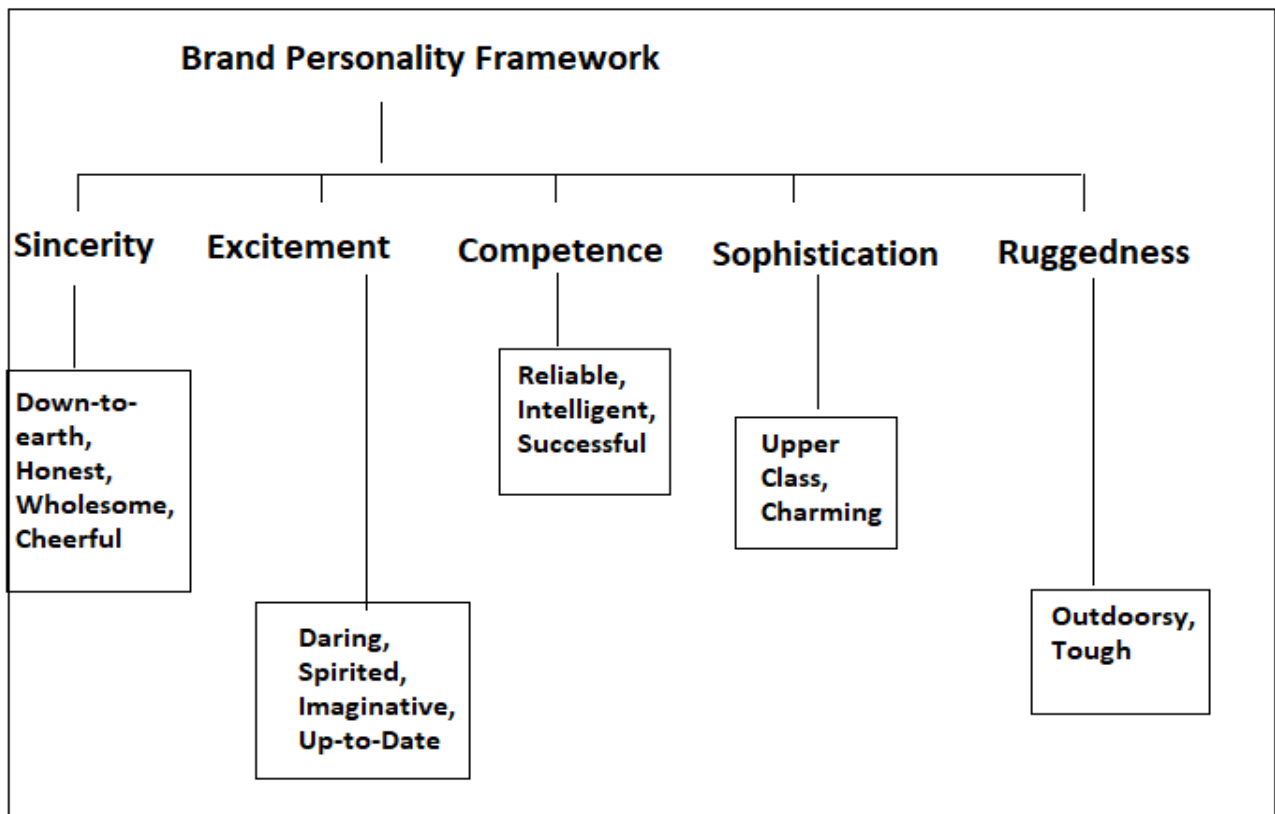 Brand Personality Framework
Sincerity
Excitement
Competence
Sophistication
Ruggedness
Down-to-
earth,
Honest,
Wholesome,
Cheerful
Daring,
Spirited,
Imaginative,
Up-to-Date
Reliable,
Intelligent,
Successful
Upper
Class,
Charming
Outdoorsy,
Tough